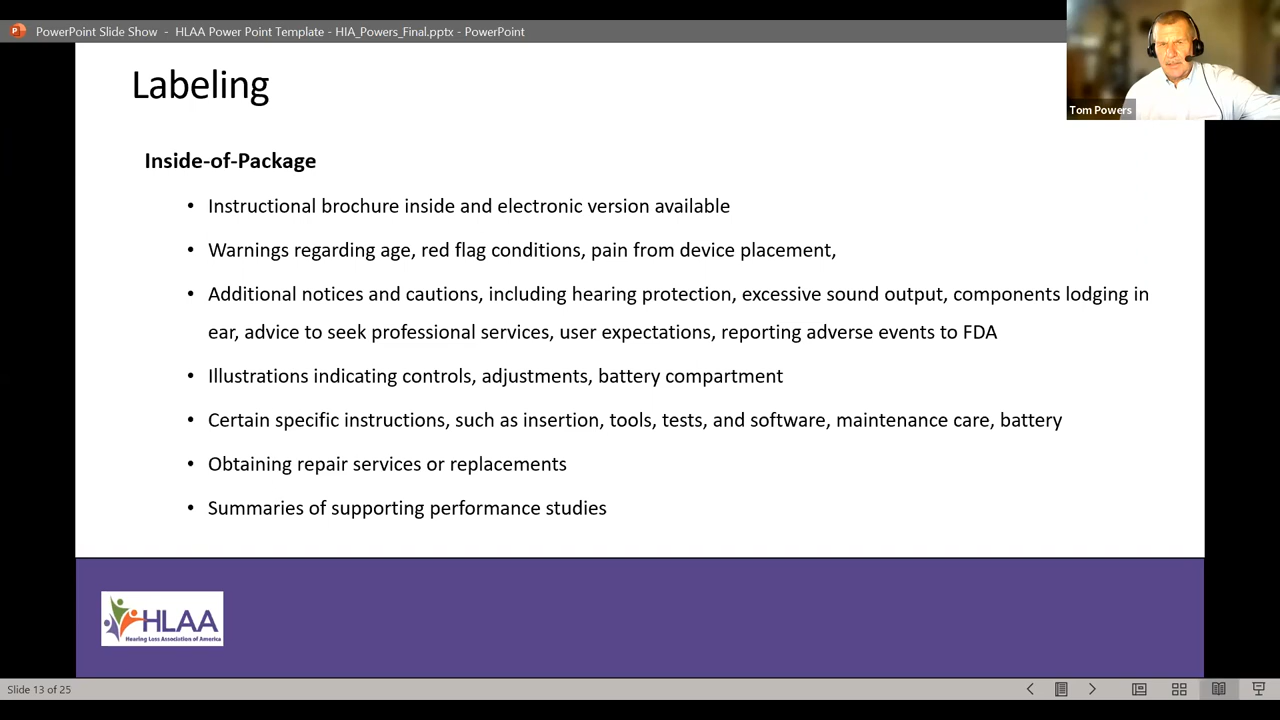 PowerPoint Slide Show - HLAA Power Point Template - HIA_Powers_Final.pptx - PowerPoint
Tom Powers
Labeling
Inside-of-Package
• Instructional brochure inside and electronic version available
• Warnings regarding age, red flag conditions, pain from device placement,
• Additional notices and cautions, including hearing protection, excessive sound output, components lodging in
ear, advice to seek professional services, user expectations, reporting adverse events to FDA
• Illustrations indicating controls, adjustments, battery compartment
• Certain specific instructions, such as insertion, tools, tests, and software, maintenance care, battery
• Obtaining repair services or replacements
• Summaries of supporting performance studies
HLAA
Hearing Loss Association of America
Slide 13 of 25